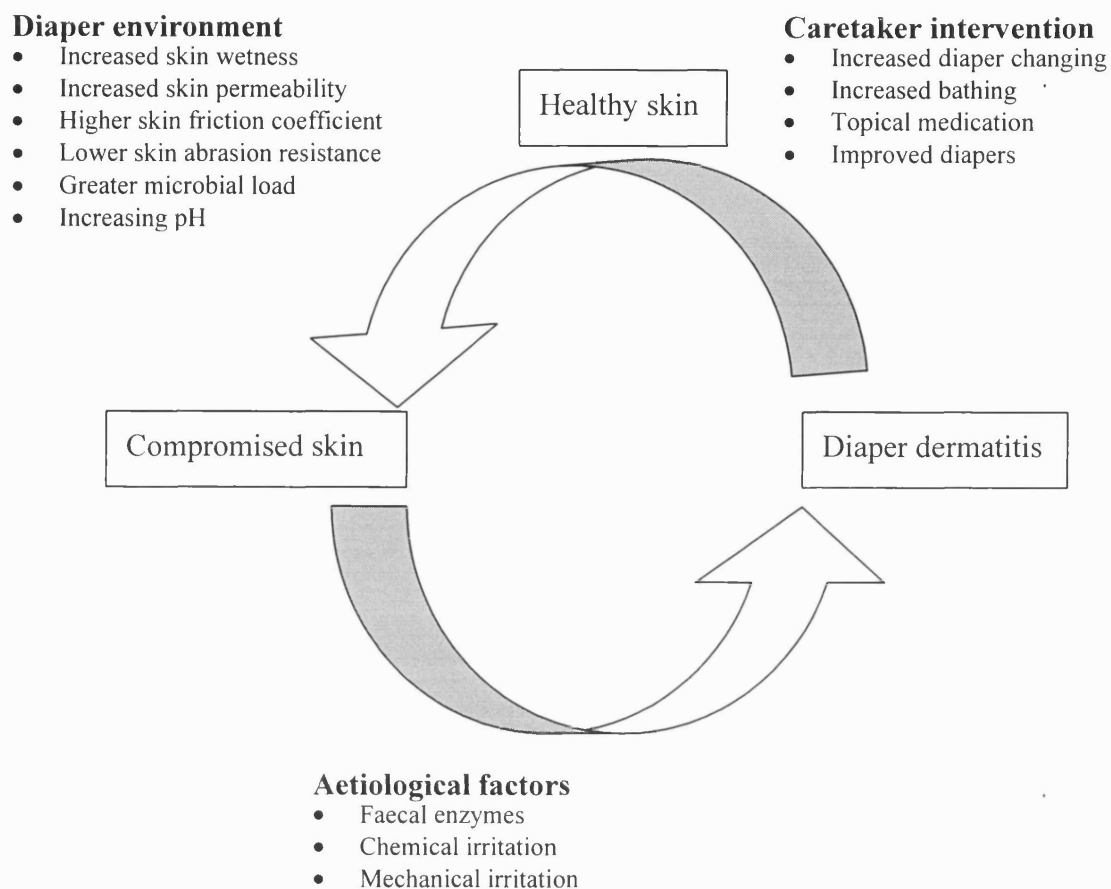 Diaper environment
• Increased skin wetness
• Increased skin permeability
• Higher skin friction coefficient
• Lower skin abrasion resistance
• Greater microbial load
• Increasing pH
Caretaker intervention
• Increased diaper changing
• Increased bathing
• Topical medication
• Improved diapers
Healthy skin
Compromised skin
Diaper dermatitis
Aetiological factors
• Faecal enzymes
• Chemical irritation
• Mechanical irritation